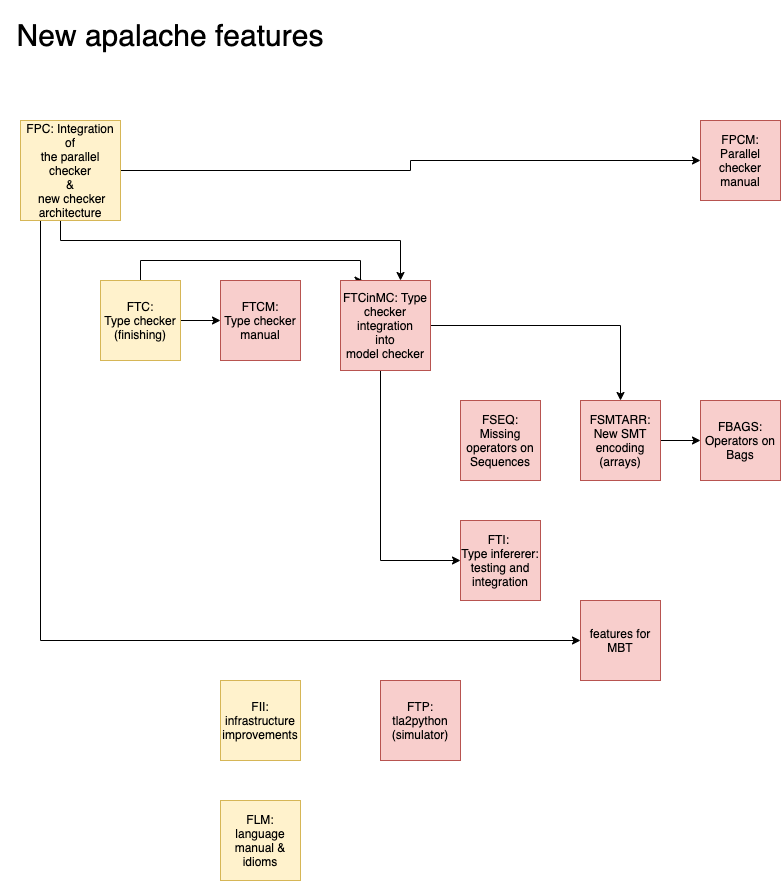 New apalache features
FPC: Integration
of
the parallel
checker
&
new checker
architecture
FPCM:
Parallel
checker
manual
FTC:
Type checker
(finishing)
FTCM:
Type checker
manual
FTCinMC: Type
checker
integration
into
model checker
FSEQ:
Missing
operators on
Sequences
FSMTARR:
New SMT
encoding
(arrays)
FBAGS:
Operators on
Bags
FTI:
Type infererer:
testing and
integration
features for
MBT
FII:
infrastructure
improvements
FTP:
tla2python
(simulator)
FLM:
language
manual &
idioms